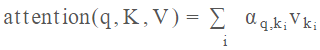 attention(q, K, V) = Σ α_{q,k_i} v_{k_i}
i